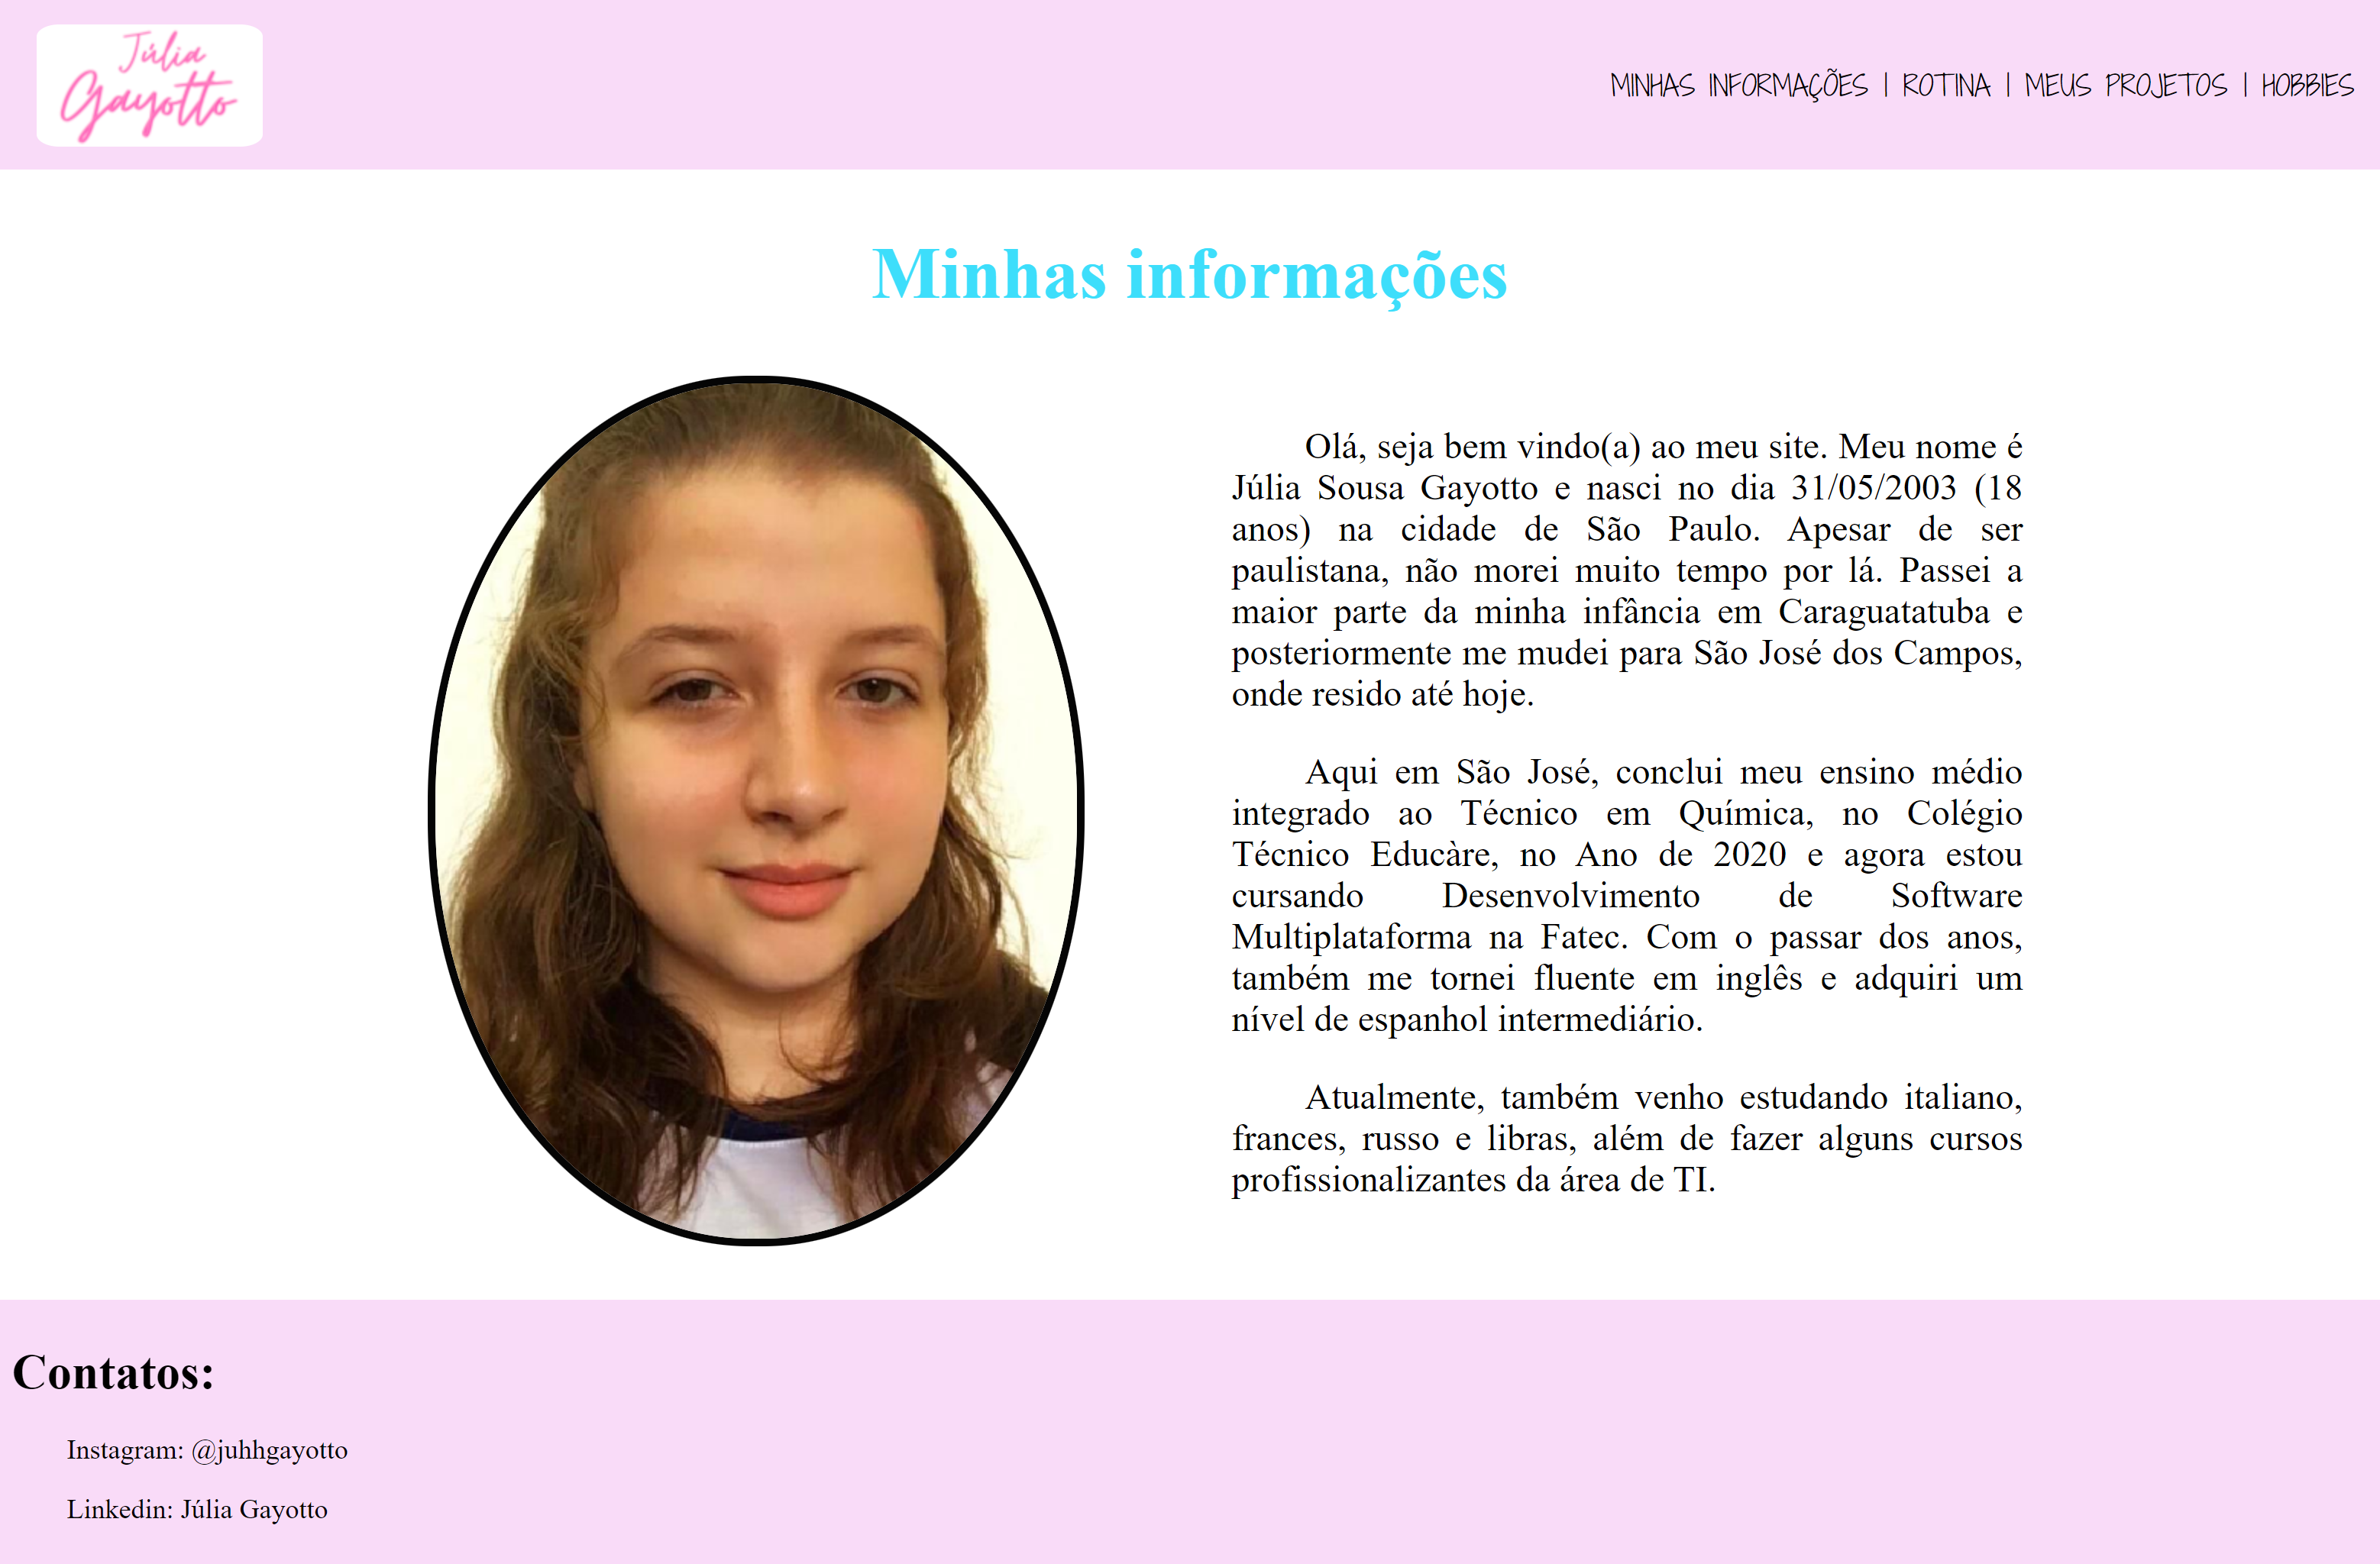 Júlia
Gayotto
MINHAS INFORMAÇÕES | ROTINA | MEUS PROJETOS | HOBBIES
Minhas informações
Olá, seja bem vindo(a) ao meu site. Meu nome é
Júlia Sousa Gayotto e nasci no dia 31/05/2003 (18
anos) na cidade de São Paulo. Apesar de ser
paulistana, não morei muito tempo por lá. Passei a
maior parte da minha infância em Caraguatatuba e
posteriormente me mudei para São José dos Campos,
onde resido até hoje.
Aqui em São José, conclui meu ensino médio
integrado ao Técnico em Química, no Colégio
Técnico Educàre, no Ano de 2020 e agora estou
cursando Desenvolvimento de Software
Multiplataforma na Fatec. Com o passar dos anos,
também me tornei fluente em inglês e adquiri um
nível de espanhol intermediário.
Atualmente, também venho estudando italiano,
frances, russo e libras, além de fazer alguns cursos
profissionalizantes da área de TI.
Contatos:
Instagram: @juhhgayotto
Linkedin: Júlia Gayotto